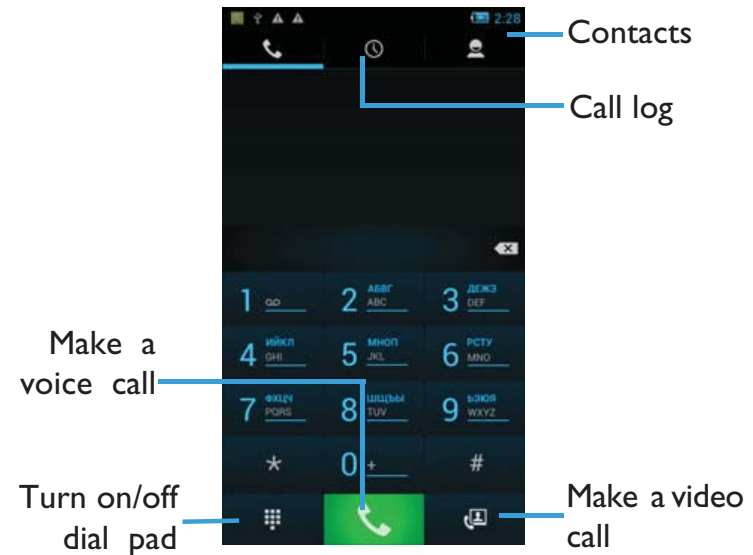 2:28
Contacts
Call log
1
2 АБВГ
ABC
3 ДЕЖЗ
DEF
4 ИЙКЛ
GHI
5 МНОП
JKL
6 РСТУ
MNO
Make a
voice call
7 ФХЦЧ
PQRS
8 ШЩЪЫ
TUV
9 ЬЭЮЯ
WXYZ
*
0 +
#
Turn on/off
dial pad
Make a video
call